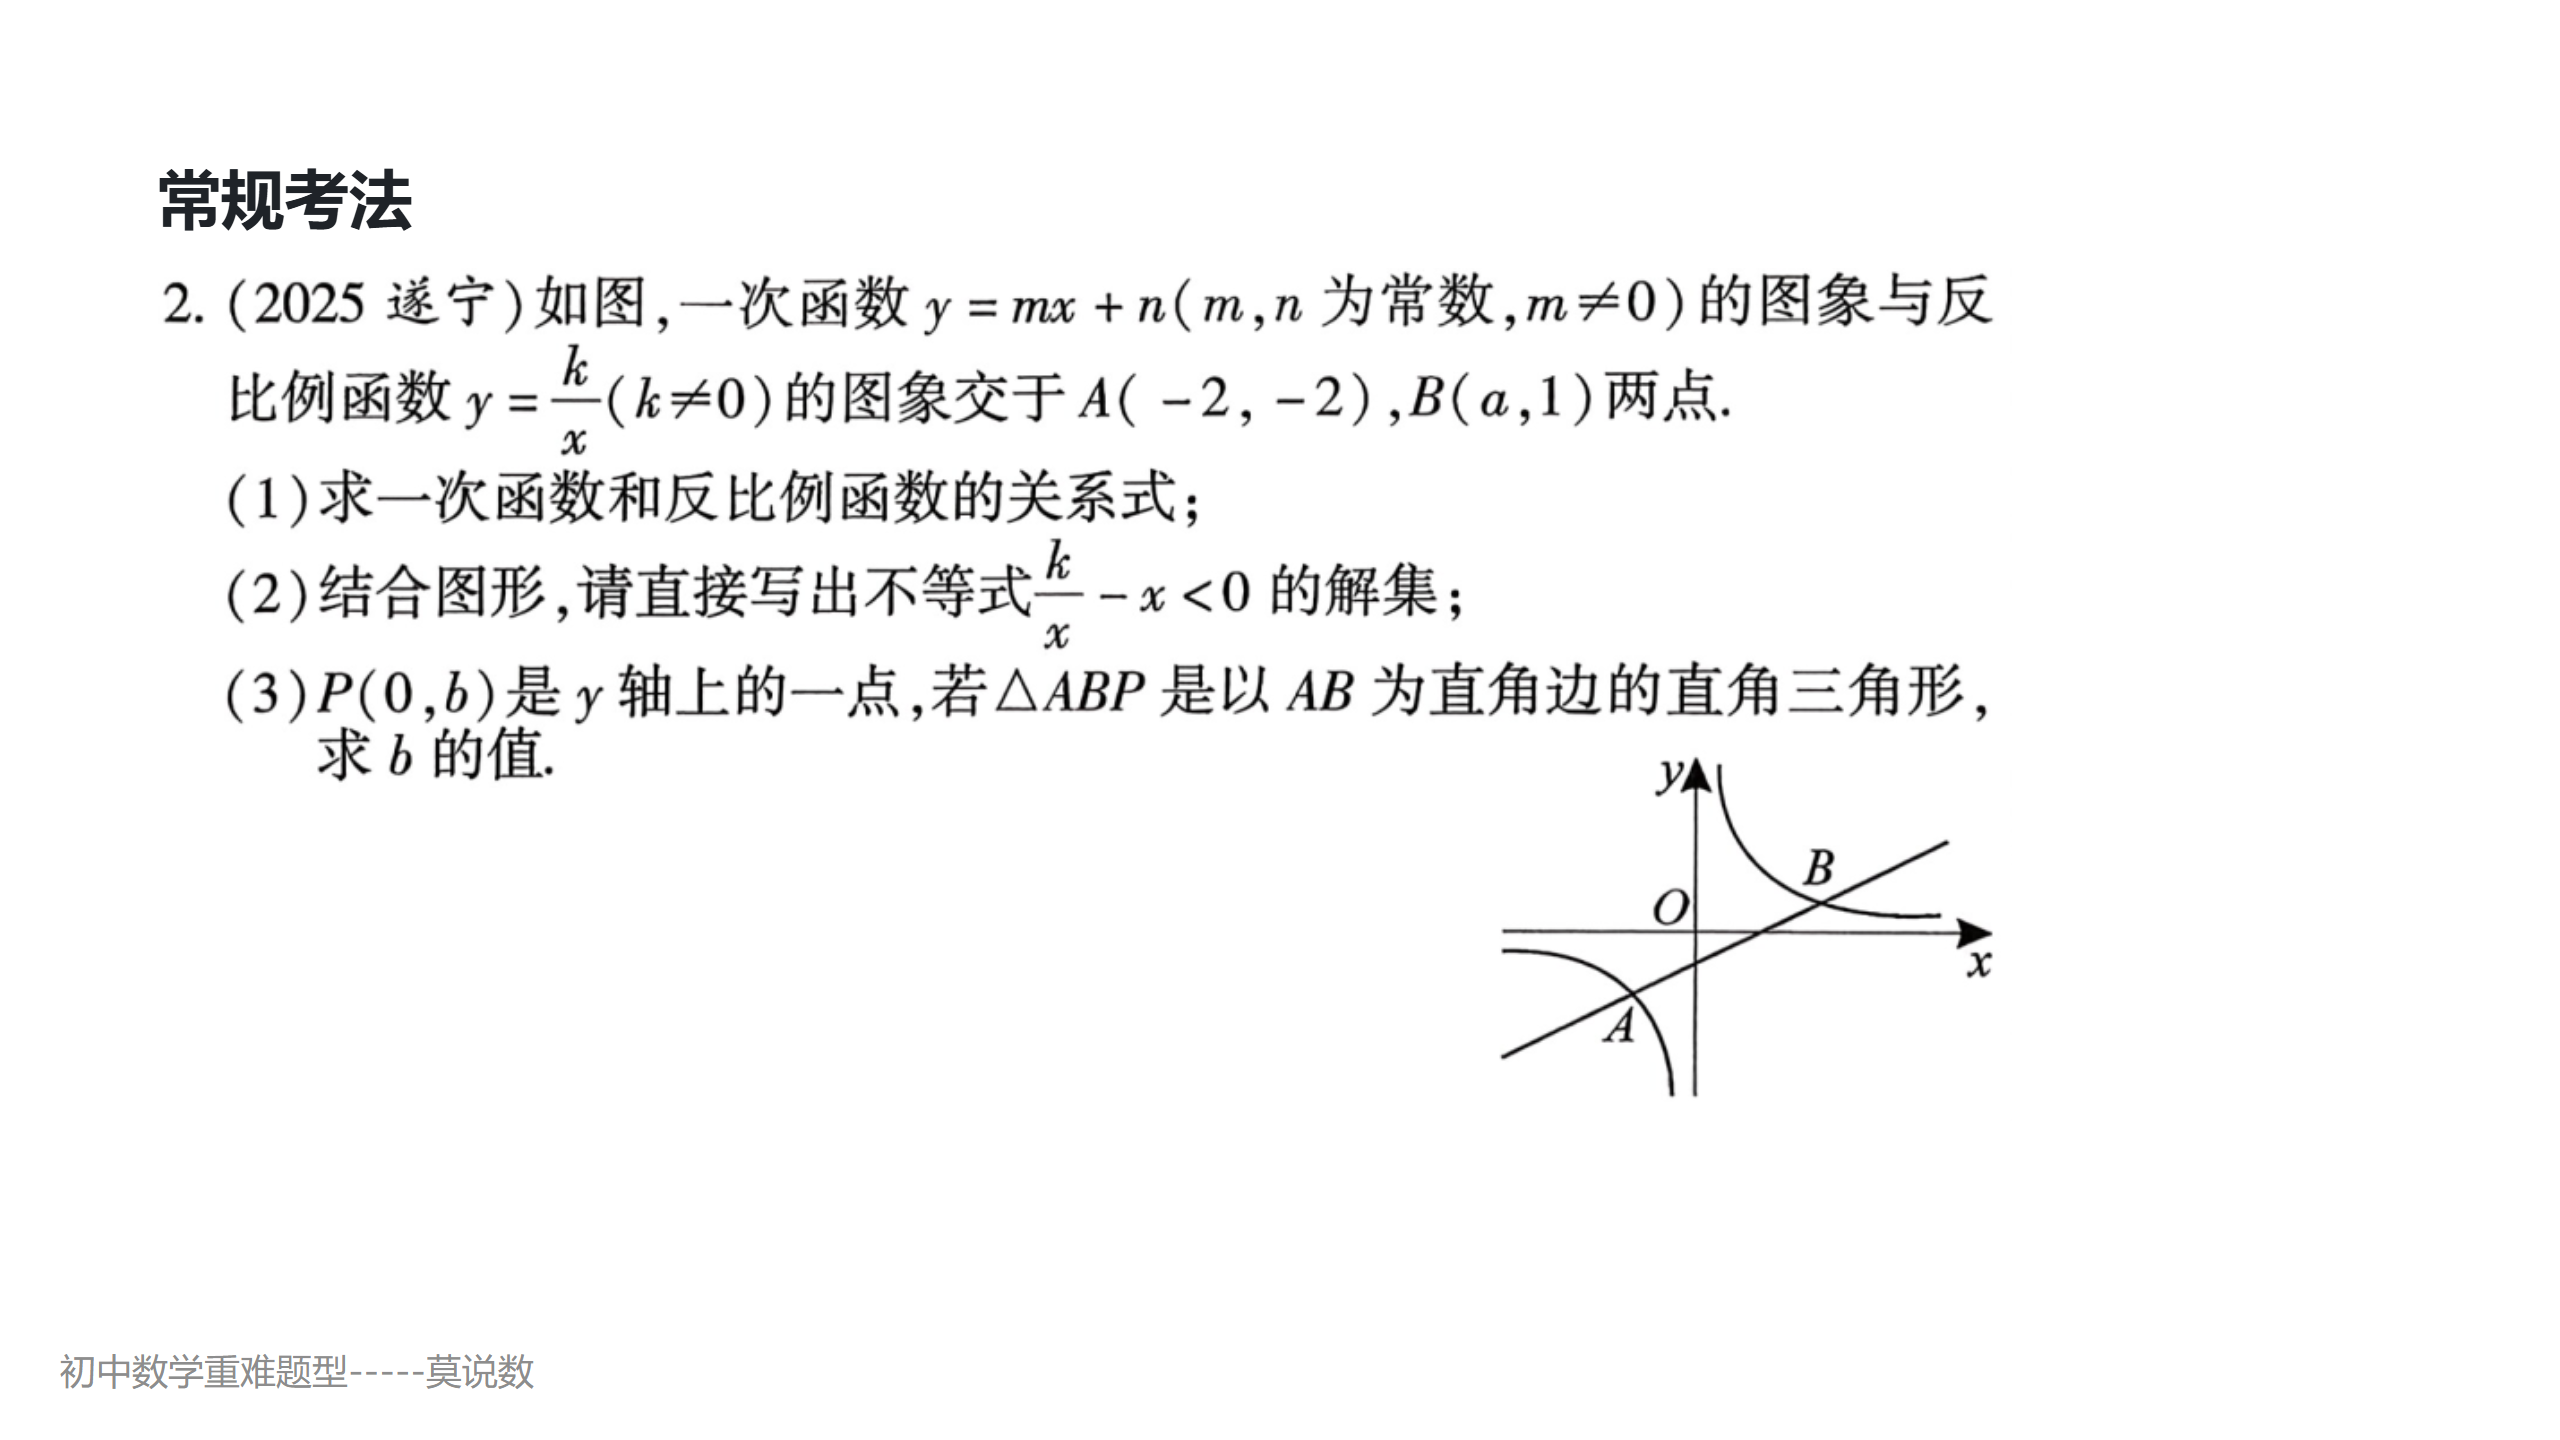 常规考法
2. (2025 遂宁)如图,一次函数 y = mx + n(m,n 为常数,m≠0)的图象与反
比例函数 y = k/x (k≠0)的图象交于 A( -2, -2),B(a,1)两点.
(1)求一次函数和反比例函数的关系式;
(2)结合图形,请直接写出不等式 k/x - x <0 的解集;
(3)P(0,b)是 y 轴上的一点,若△ABP 是以 AB 为直角边的直角三角形,
求 b 的值.
y
B
O
x
A
初中数学重难题型-----莫说数